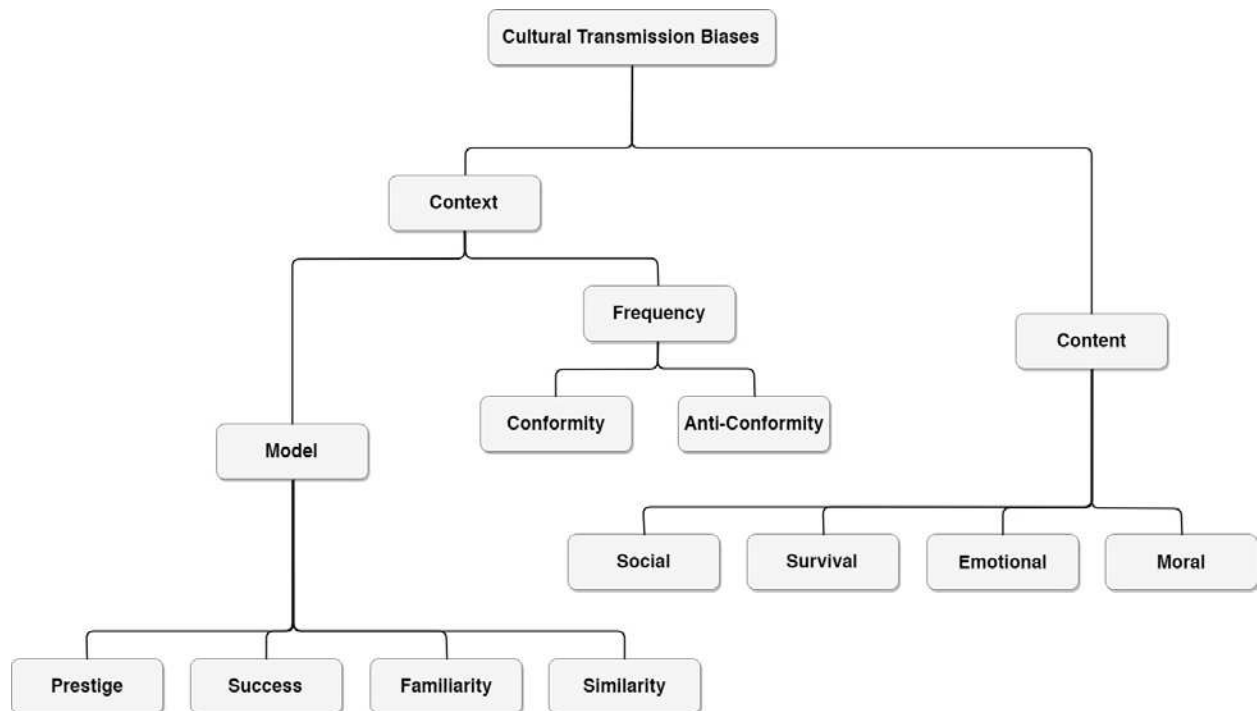 Cultural Transmission Biases
Context
Frequency
Content
Conformity
Anti-Conformity
Model
Social
Survival
Emotional
Moral
Prestige
Success
Familiarity
Similarity